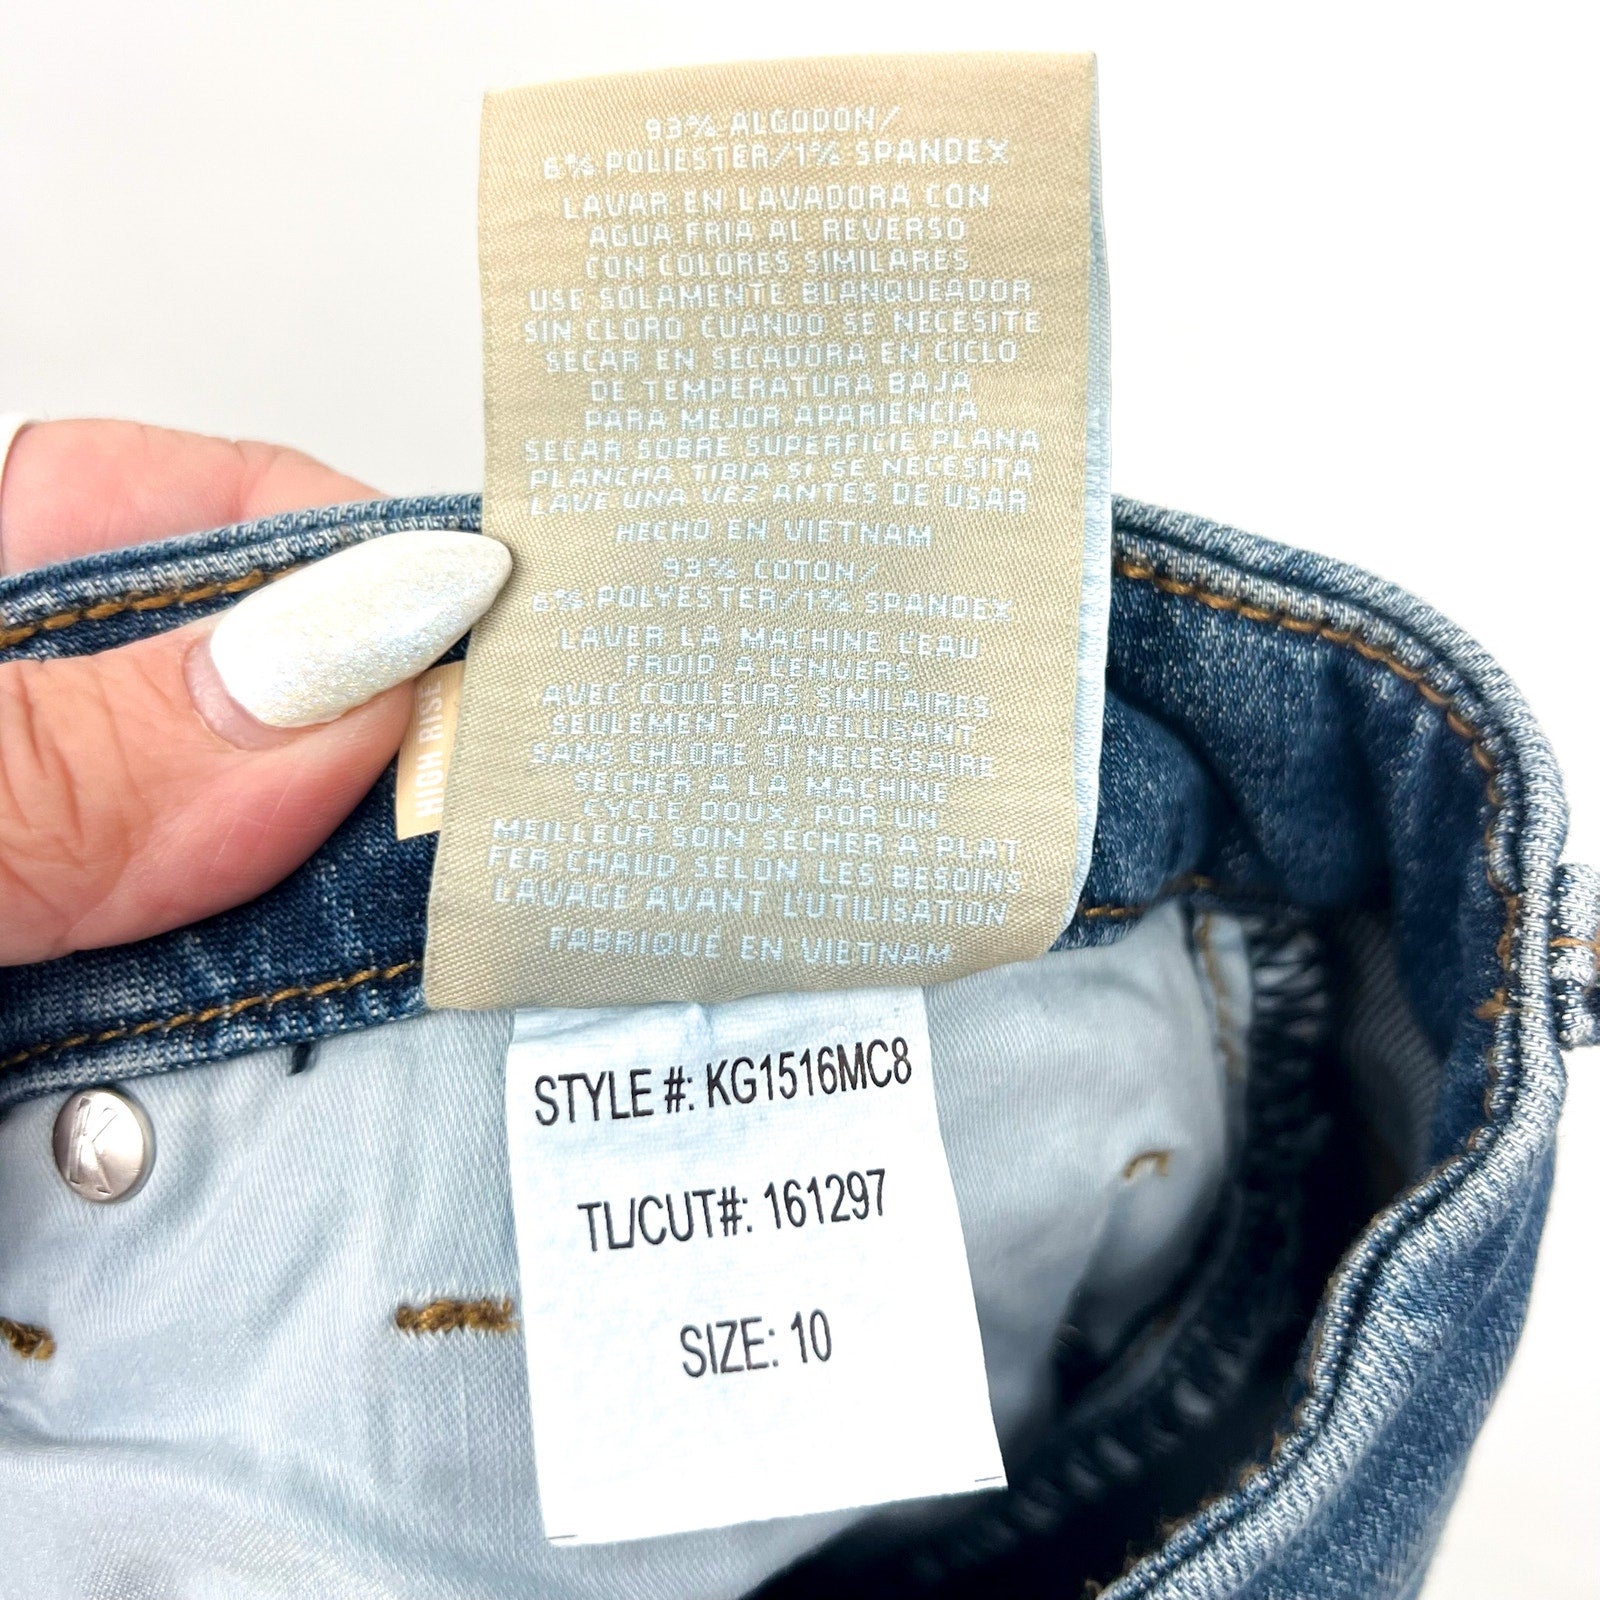 93% ALGODON/
6% POLIESTER/1% SPANDEX
LAVAR EN LAVADORA CON
AGUA FRIA AL REVERSO
CON COLORES SIMILARES
USE SOLAMENTE BLANQUEADOR
SIN CLORO CUANDO SE NECESITE
SECAR EN SECADORA EN CICLO
DE TEMPERATURA BAJA
PARA MEJOR APARIENCIA
SECAR SOBRE SUPERFICIE PLANA
PLANCHA TIBIA SI SE NECESITA
LAVE UNA VEZ ANTES DE USAR
HECHO EN VIETNAM
93% COTON/
6% POLYESTER/1% SPANDEX
LAVER LA MACHINE L'EAU
FROID A L'ENVERS
AVEC COULEURS SIMILAIRES
SEULEMENT JAVELLISANT
SANS CHLORE SI NECESSAIRE
SECHER A LA MACHINE
CYCLE DOUX, POR UN
MEILLEUR SOIN SECHER A PLAT
FER CHAUD SELON LES BESOINS
LAVAGE AVANT L'UTILISATION
FABRIQUÉ EN VIETNAM
HIGH RISE
STYLE #: KG1516MC8
TL/CUT#: 161297
SIZE: 10
K